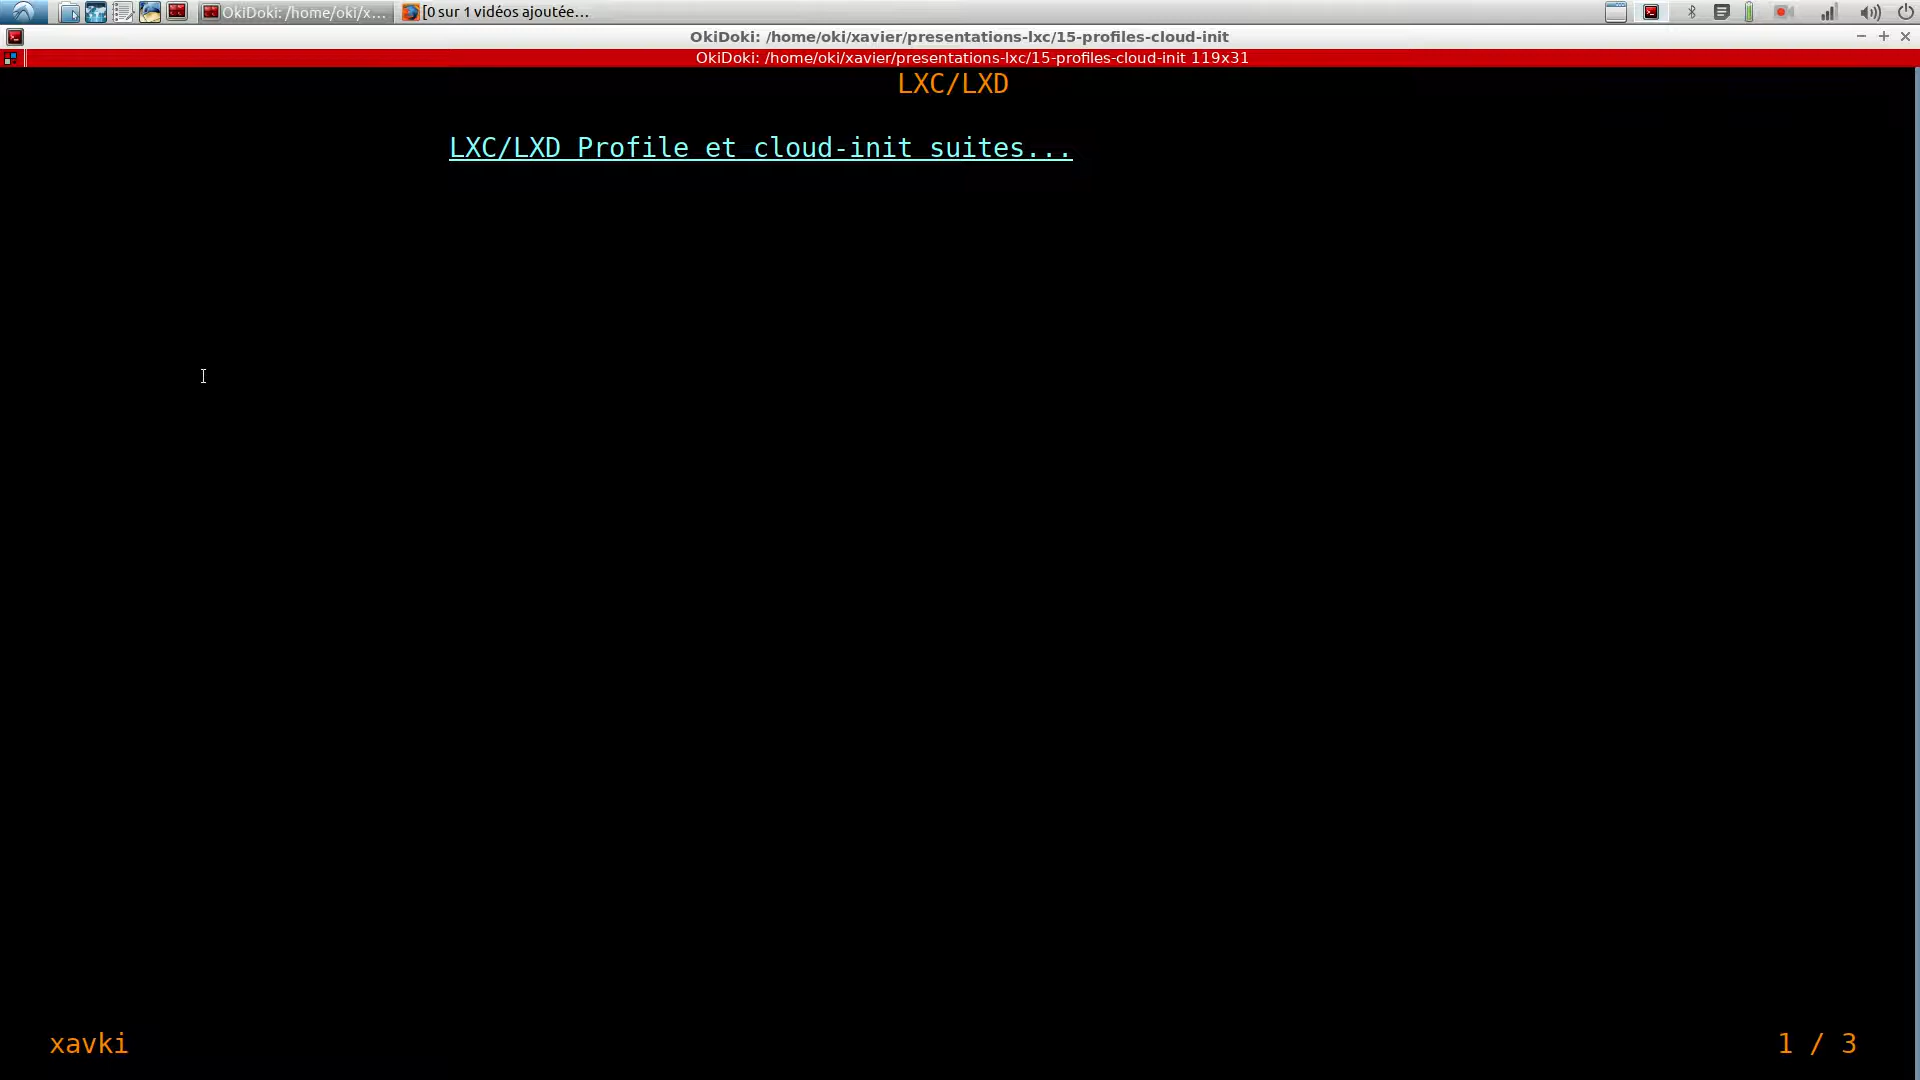 OkiDoki: /home/oki/x...
[0 sur 1 vidéos ajoutée...
OkiDoki: /home/oki/xavier/presentations-lxc/15-profiles-cloud-init
OkiDoki: /home/oki/xavier/presentations-lxc/15-profiles-cloud-init 119x31
LXC/LXD
LXC/LXD Profile et cloud-init suites...
xavki
1 / 3